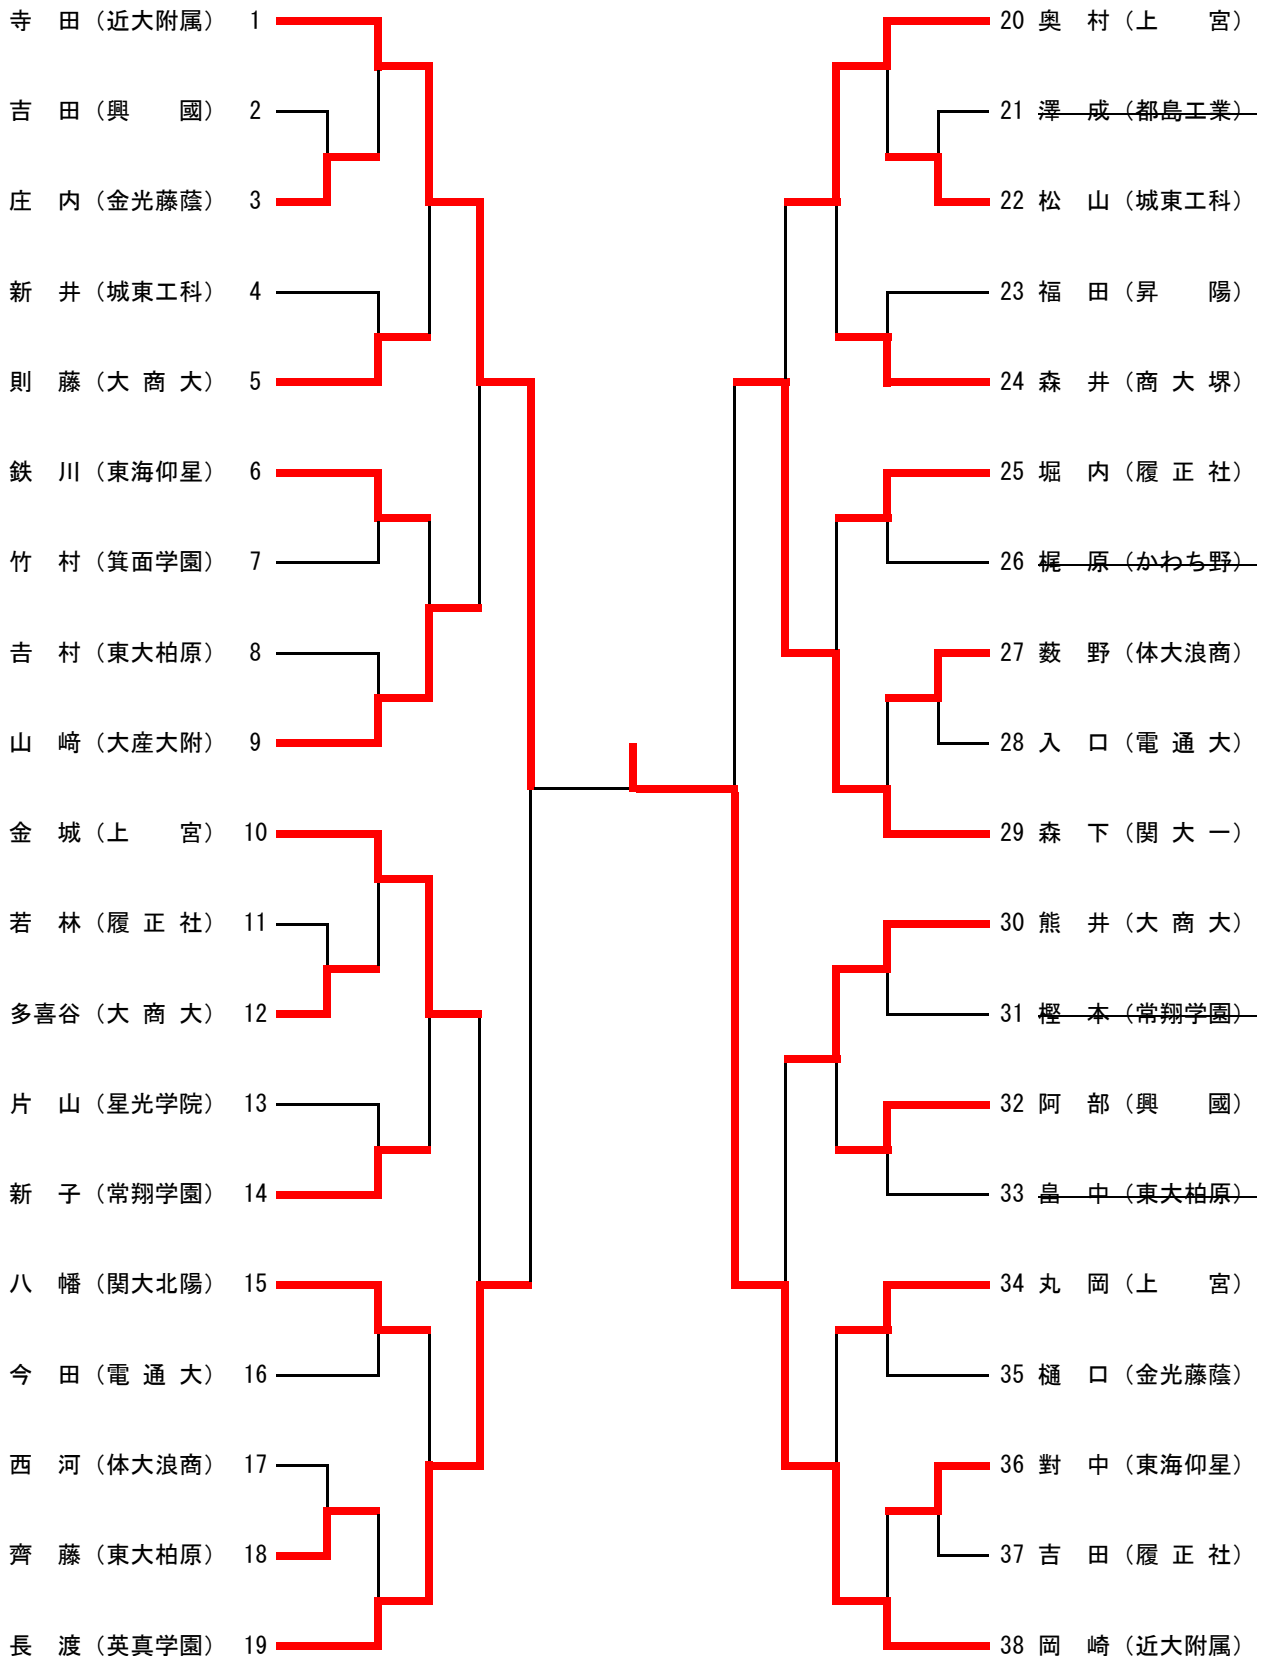 寺　田（近大附属） 1
吉　田（興　　國） 2
庄　内（金光藤蔭） 3
新　井（城東工科） 4
則　藤（大 商 大） 5
鉄　川（東海仰星） 6
竹　村（箕面学園） 7
𠮷　村（東大柏原） 8
山　﨑（大産大附） 9
金　城（上　　宮） 10
若　林（履 正 社） 11
多喜谷（大 商 大） 12
片　山（星光学院） 13
新　子（常翔学園） 14
八　幡（関大北陽） 15
今　田（電 通 大） 16
西　河（体大浪商） 17
齊　藤（東大柏原） 18
長　渡（英真学園） 19
20 奥　村（上　　宮）
21 澤　成（都島工業）
22 松　山（城東工科）
23 福　田（昇　　陽）
24 森　井（商 大 堺）
25 堀　内（履 正 社）
26 梶　原（かわち野）
27 薮　野（体大浪商）
28 入　口（電 通 大）
29 森　下（関 大 一）
30 熊　井（大 商 大）
31 樫　本（常翔学園）
32 阿　部（興　　國）
33 畠　中（東大柏原）
34 丸　岡（上　　宮）
35 樋　口（金光藤蔭）
36 對　中（東海仰星）
37 吉　田（履 正 社）
38 岡　崎（近大附属）